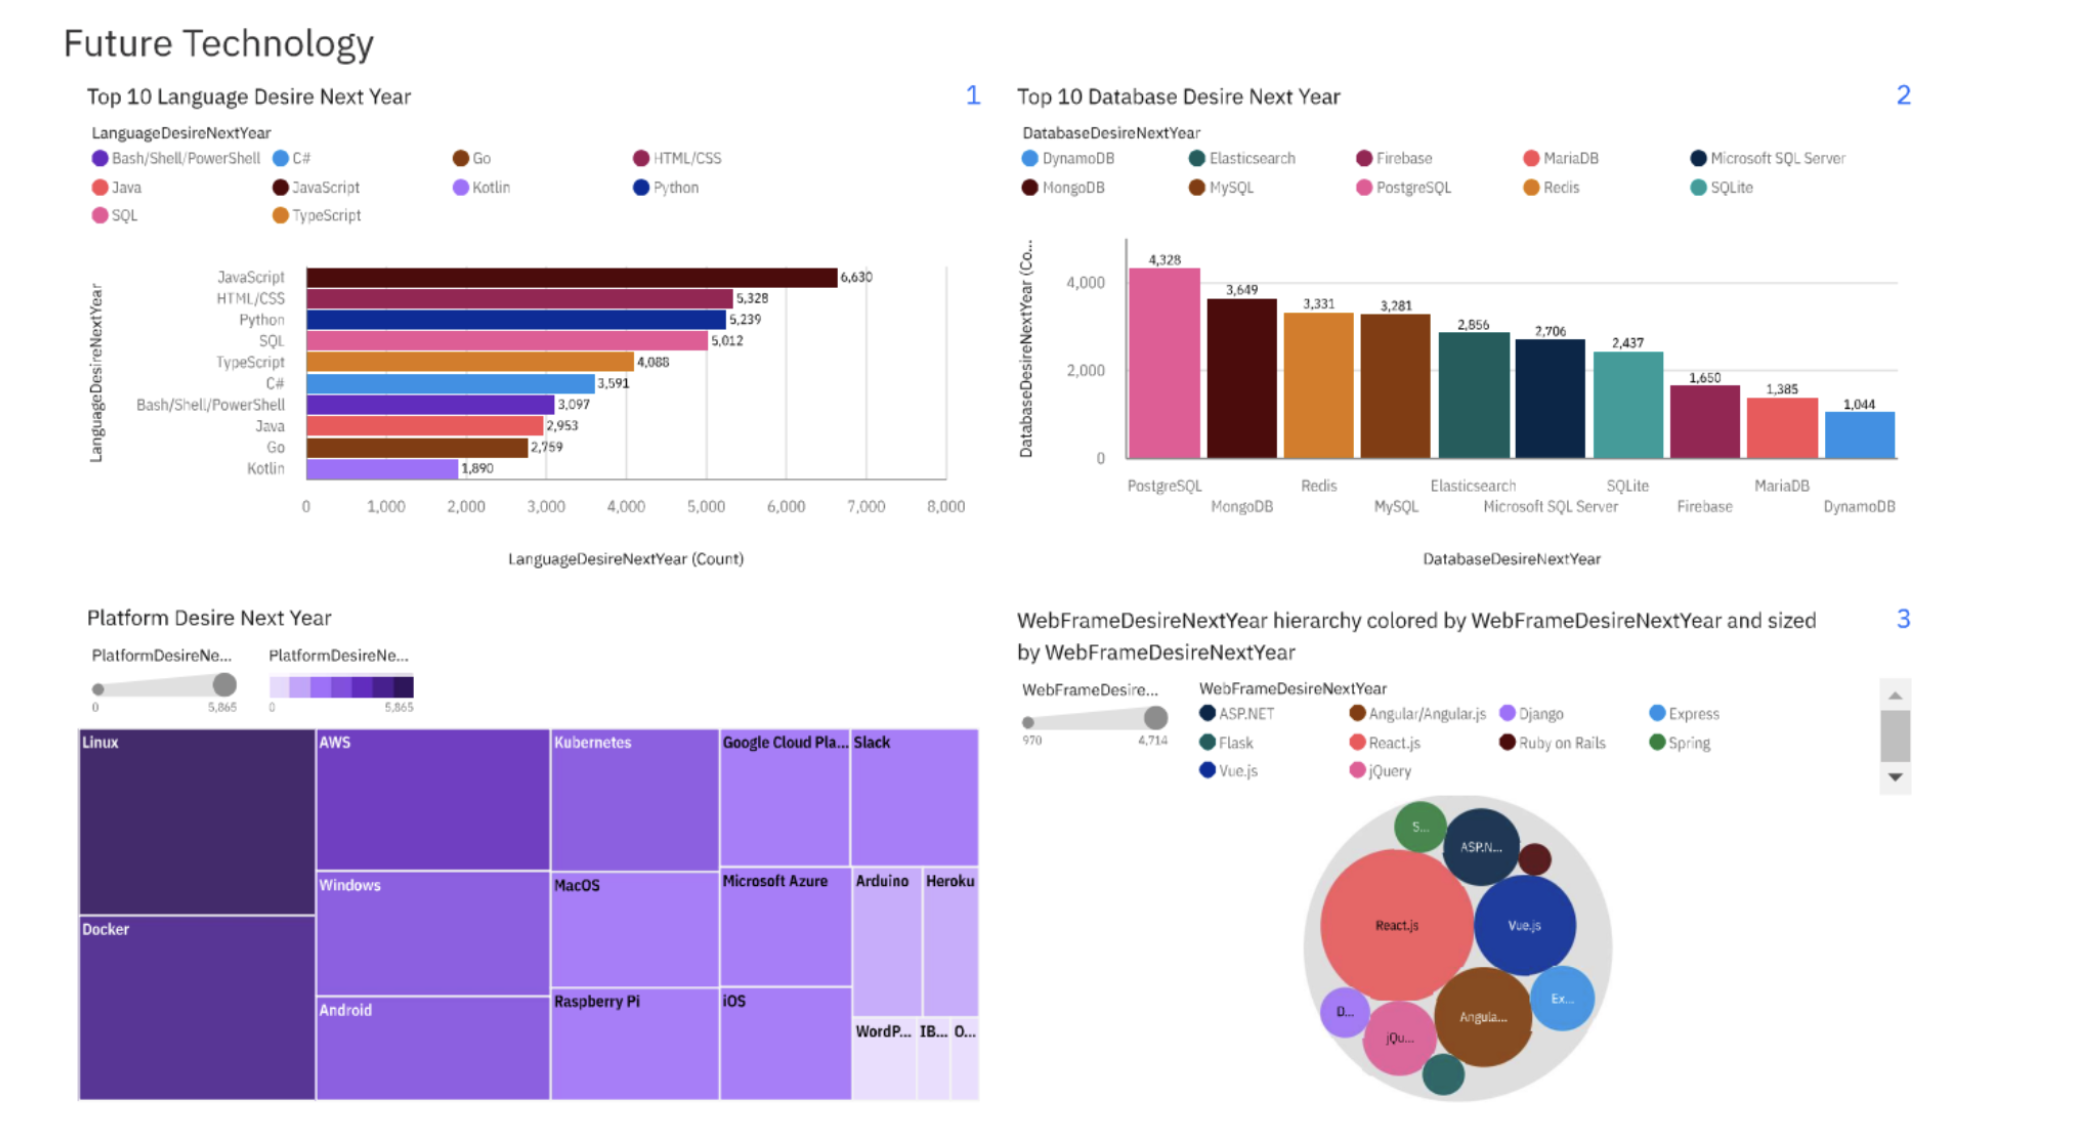 Future Technology
Top 10 Language Desire Next Year
1
LanguageDesireNextYear
Bash/Shell/PowerShell C# Go HTML/CSS
Java JavaScript Kotlin Python
SQL TypeScript
LanguageDesireNextYear
JavaScript 6,630
HTML/CSS 5,328
Python 5,239
SQL 5,012
TypeScript 4,088
C# 3,591
Bash/Shell/PowerShell 3,097
Java 2,953
Go 2,759
Kotlin 1,890
0 1,000 2,000 3,000 4,000 5,000 6,000 7,000 8,000
LanguageDesireNextYear (Count)
Top 10 Database Desire Next Year
2
DatabaseDesireNextYear
DynamoDB Elasticsearch Firebase MariaDB Microsoft SQL Server
MongoDB MySQL PostgreSQL Redis SQLite
DatabaseDesireNextYear (Co...
4,000
2,000
0
4,328 3,649 3,331 3,281 2,856 2,706 2,437 1,650 1,385 1,044
PostgreSQL Redis Elasticsearch SQLite MariaDB
MongoDB MySQL Microsoft SQL Server Firebase DynamoDB
DatabaseDesireNextYear
Platform Desire Next Year
PlatformDesireNe... PlatformDesireNe...
0 5,865 0 5,865
Linux AWS Kubernetes Google Cloud Pla... Slack
Microsoft Azure Arduino Heroku
Windows MacOS
Docker
Raspberry Pi iOS
Android
WordP... IB... O...
WebFrameDesireNextYear hierarchy colored by WebFrameDesireNextYear and sized
by WebFrameDesireNextYear
3
WebFrameDesire...
970 4,714
WebFrameDesireNextYear
ASP.NET Angular/Angular.js Django Express
Flask React.js Ruby on Rails Spring
Vue.js jQuery
S...
ASP.N...
React.js
Vue.js
Ex...
D...
Angula...
jQu...